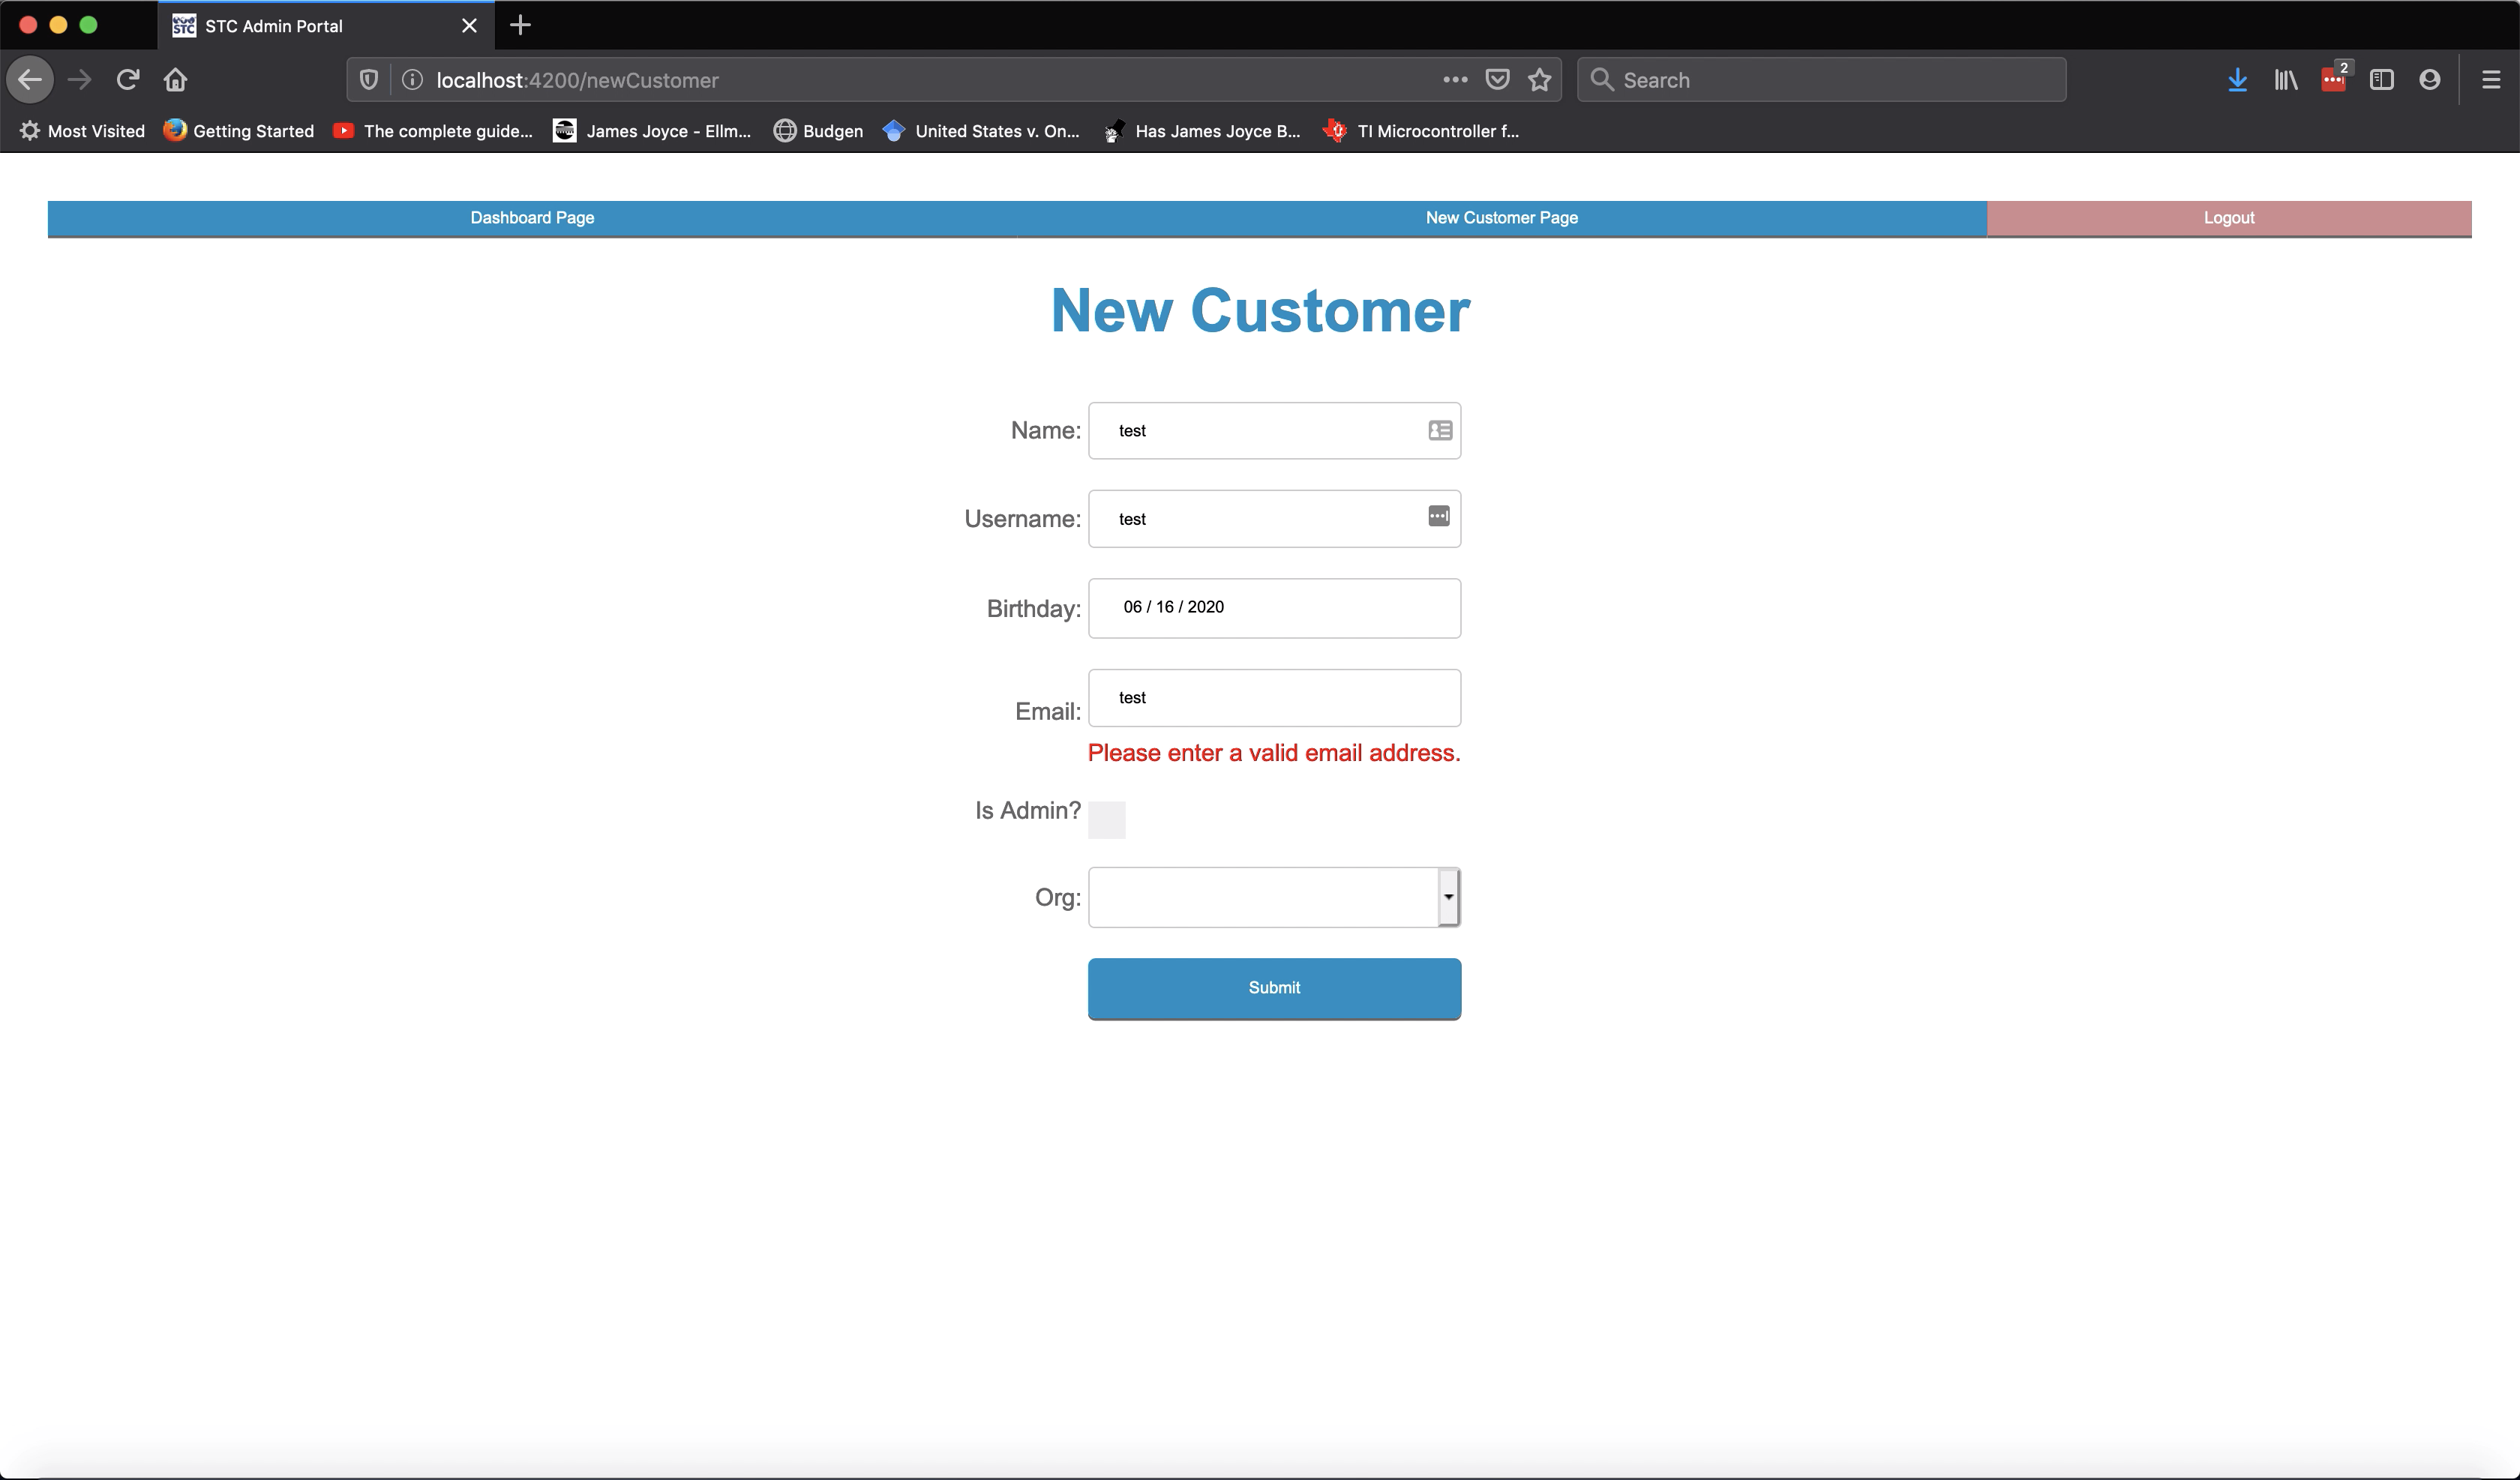 STC Admin Portal
localhost:4200/newCustomer
Search
2
Most Visited
Getting Started
The complete guide...
James Joyce - Ellm...
Budgen
United States v. On...
Has James Joyce B...
TI Microcontroller f...
Dashboard Page
New Customer Page
Logout
New Customer
Name: test
Username: test
Birthday: 06 / 16 / 2020
Email: test
Please enter a valid email address.
Is Admin?
Org:
Submit